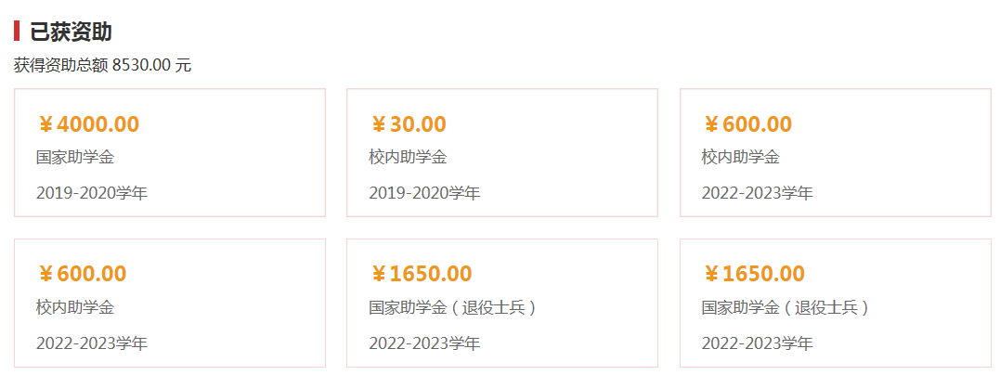 已获资助
获得资助总额 8530.00 元
￥4000.00
国家助学金
2019-2020学年
￥30.00
校内助学金
2019-2020学年
￥600.00
校内助学金
2022-2023学年
￥600.00
校内助学金
2022-2023学年
￥1650.00
国家助学金（退役士兵）
2022-2023学年
￥1650.00
国家助学金（退役士兵）
2022-2023学年